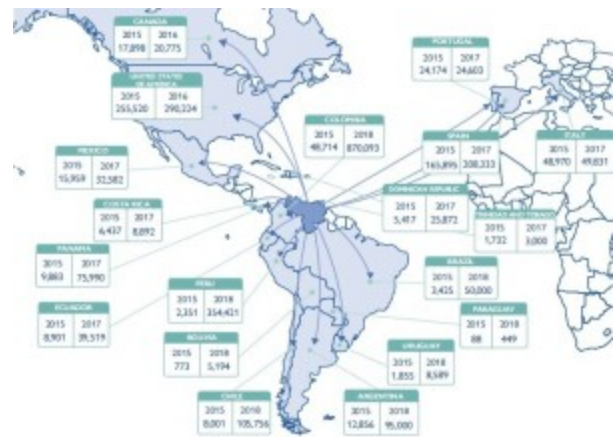 CANADA
2015 2016
17,898 20,775
UNITED STATES
OF AMERICA
2015 2016
255,520 290,224
MEXICO
2015 2017
15,959 32,582
COSTA RICA
2015 2017
6,437 8,892
PANAMA
2015 2017
9,883 75,990
ECUADOR
2015 2017
8,901 39,519
PERU
2015 2018
2,351 354,421
BOLIVIA
2015 2018
773 5,194
CHILE
2015 2018
8,001 105,756
COLOMBIA
2015 2018
48,714 870,093
PORTUGAL
2015 2017
24,174 24,603
SPAIN
2015 2017
165,895 208,333
ITALY
2015 2017
48,970 49,831
DOMINICAN REPUBLIC
2015 2017
5,417 25,872
TRINIDAD AND TOBAGO
2015 2017
1,732 3,000
BRAZIL
2015 2018
3,425 50,000
PARAGUAY
2015 2018
88 449
URUGUAY
2015 2018
1,855 8,589
ARGENTINA
2015 2018
12,856 95,000